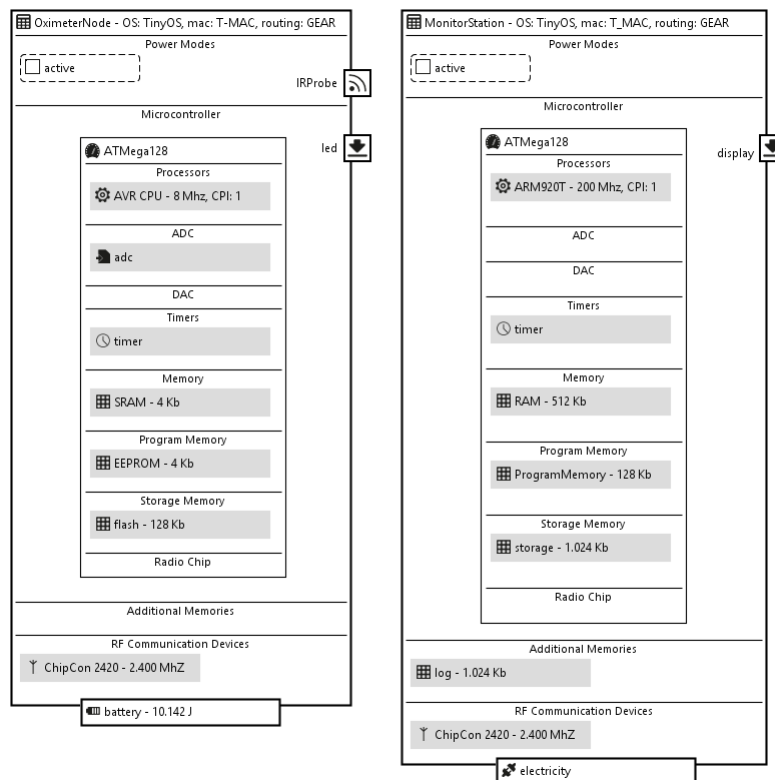 OximeterNode - OS: TinyOS, mac: T-MAC, routing: GEAR
Power Modes
active
IRProbe
Microcontroller
led
ATMega128
Processors
AVR CPU - 8 Mhz, CPI: 1
ADC
adc
DAC
Timers
timer
Memory
SRAM - 4 Kb
Program Memory
EEPROM - 4 Kb
Storage Memory
flash - 128 Kb
Radio Chip
Additional Memories
RF Communication Devices
ChipCon 2420 - 2.400 MhZ
battery - 10.142 J
MonitorStation - OS: TinyOS, mac: T_MAC, routing: GEAR
Power Modes
active
Microcontroller
display
ATMega128
Processors
ARM920T - 200 Mhz, CPI: 1
ADC
DAC
Timers
timer
Memory
RAM - 512 Kb
Program Memory
ProgramMemory - 128 Kb
Storage Memory
storage - 1.024 Kb
Radio Chip
Additional Memories
log - 1.024 Kb
RF Communication Devices
ChipCon 2420 - 2.400 MhZ
electricity